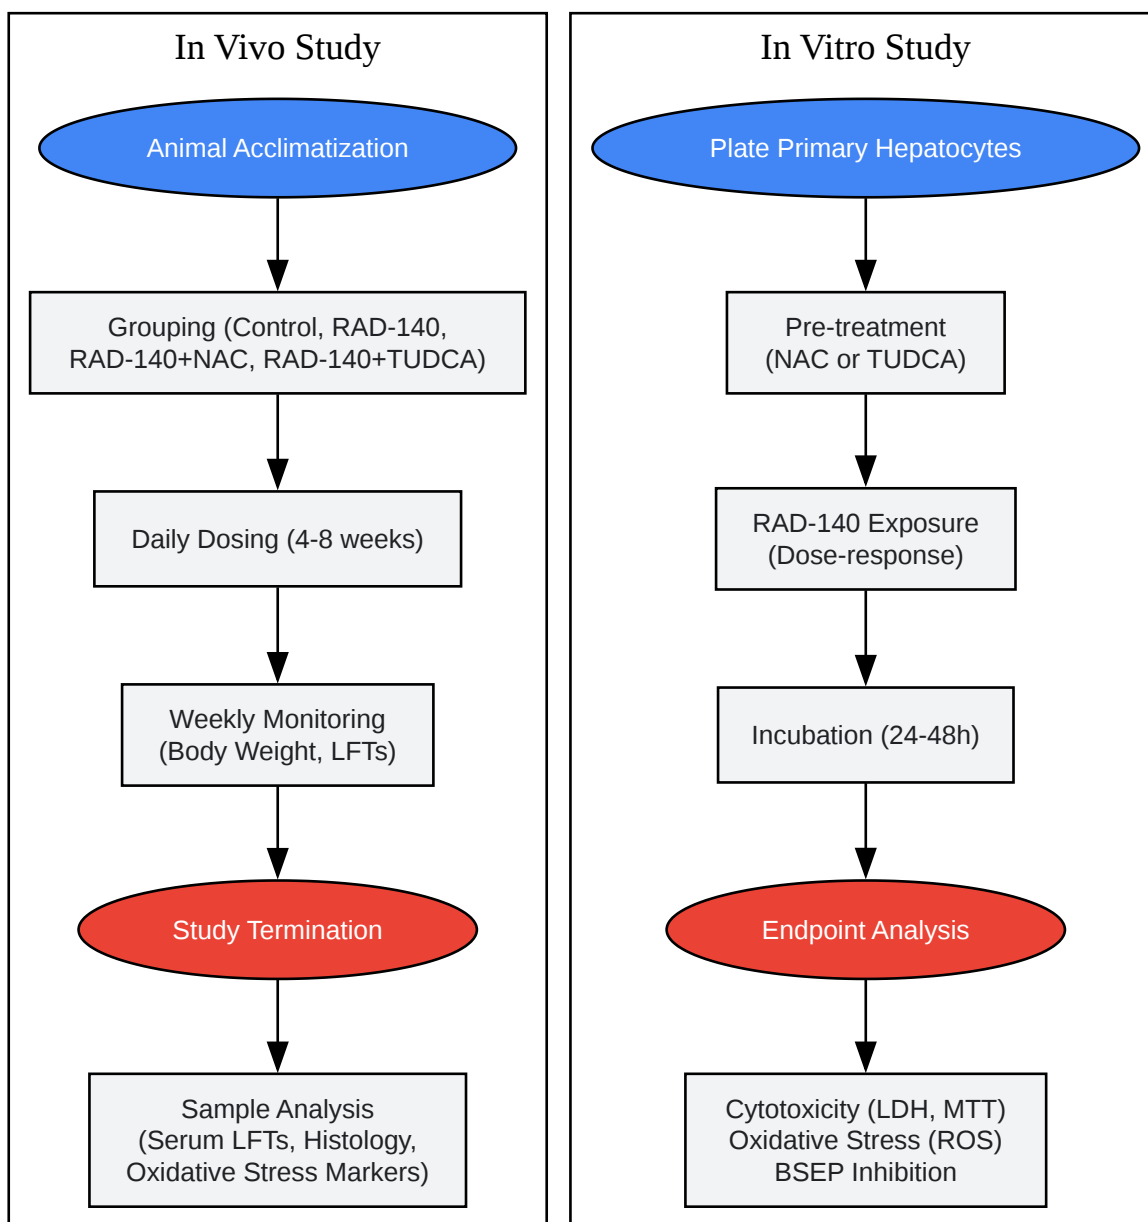 In Vivo Study
Animal Acclimatization
Grouping (Control, RAD-140,
RAD-140+NAC, RAD-140+TUDCA)
Daily Dosing (4-8 weeks)
Weekly Monitoring
(Body Weight, LFTs)
Study Termination
Sample Analysis
(Serum LFTs, Histology,
Oxidative Stress Markers)
In Vitro Study
Plate Primary Hepatocytes
Pre-treatment
(NAC or TUDCA)
RAD-140 Exposure
(Dose-response)
Incubation (24-48h)
Endpoint Analysis
Cytotoxicity (LDH, MTT)
Oxidative Stress (ROS)
BSEP Inhibition